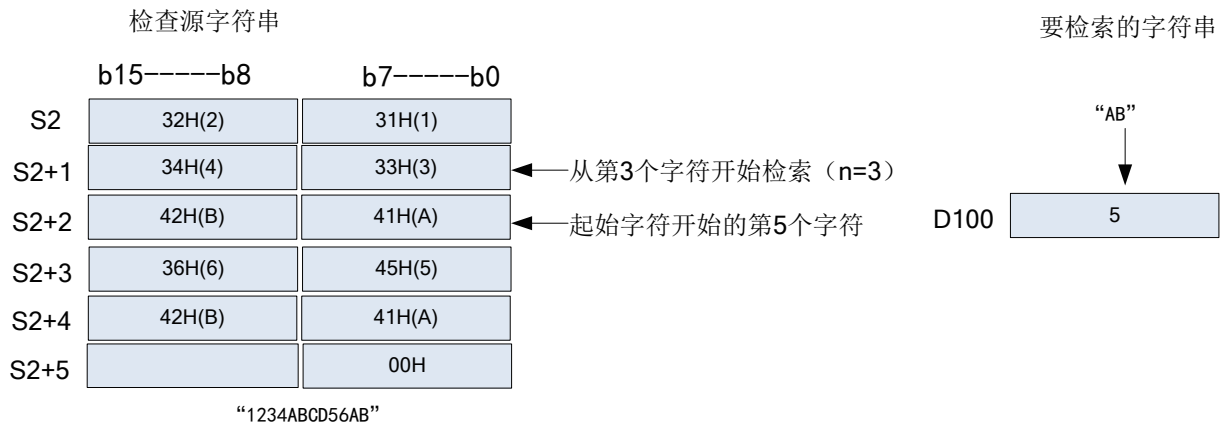 检查源字符串
要检索的字符串
b15-----b8
b7-----b0
S2
32H(2)
31H(1)
“AB”
S2+1
34H(4)
33H(3)
从第3个字符开始检索（n=3）
S2+2
42H(B)
41H(A)
起始字符开始的第5个字符
D100
5
S2+3
36H(6)
45H(5)
S2+4
42H(B)
41H(A)
S2+5
00H
“1234ABCD56AB”